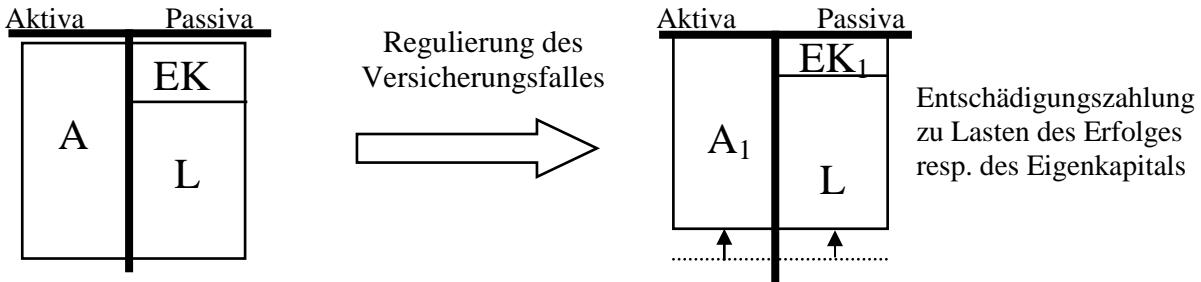 Aktiva Passiva
EK
A
L
Regulierung des
Versicherungsfalles
Aktiva Passiva
EK₁
A₁
L
Entschädigungszahlung
zu Lasten des Erfolges
resp. des Eigenkapitals